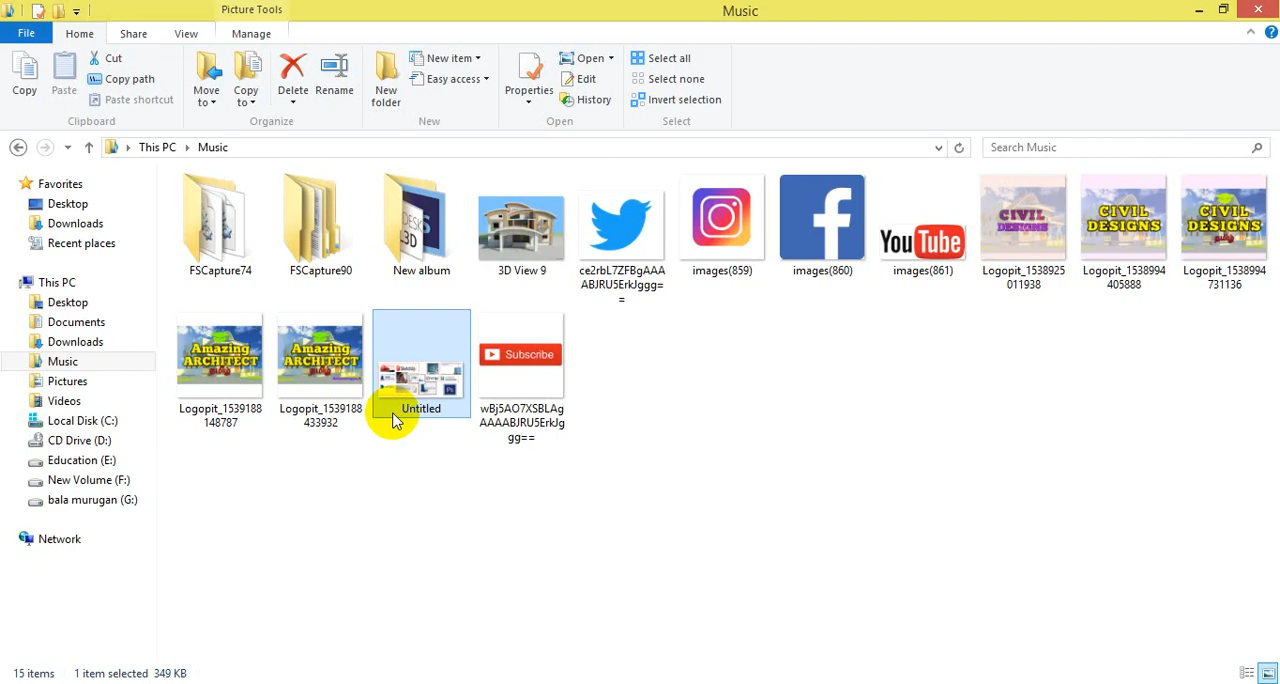 Picture Tools
Music
File
Home
Share
View
Manage
Copy
Paste
Cut
Copy path
Paste shortcut
Clipboard
Move to
Copy to
Delete
Rename
Organize
New folder
New item
Easy access
New
Properties
Open
Edit
History
Open
Select all
Select none
Invert selection
Select
This PC
Music
Search Music
Favorites
Desktop
Downloads
Recent places
This PC
Desktop
Documents
Downloads
Music
Pictures
Videos
Local Disk (C:)
CD Drive (D:)
Education (E:)
New Volume (F:)
bala murugan (G:)
Network
FSCapture74
FSCapture90
New album
3D View 9
ce2rbL7ZFBgAAA
ABJRU5ErkJggg=
=
images(859)
images(860)
You Tube
images(861)
CIVIL
DESIGNS
Logopit_1538925
011938
CIVIL
DESIGNS
Logopit_1538994
405888
CIVIL
DESIGNS
Logopit_1538994
731136
Amazing
ARCHITECT
Logopit_1539188
148787
Amazing
ARCHITECT
Logopit_1539188
433932
Untitled
Subscribe
wBj5AO7XSBLAg
AAAABJRU5ErkJg
gg==
15 items
1 item selected 349 KB